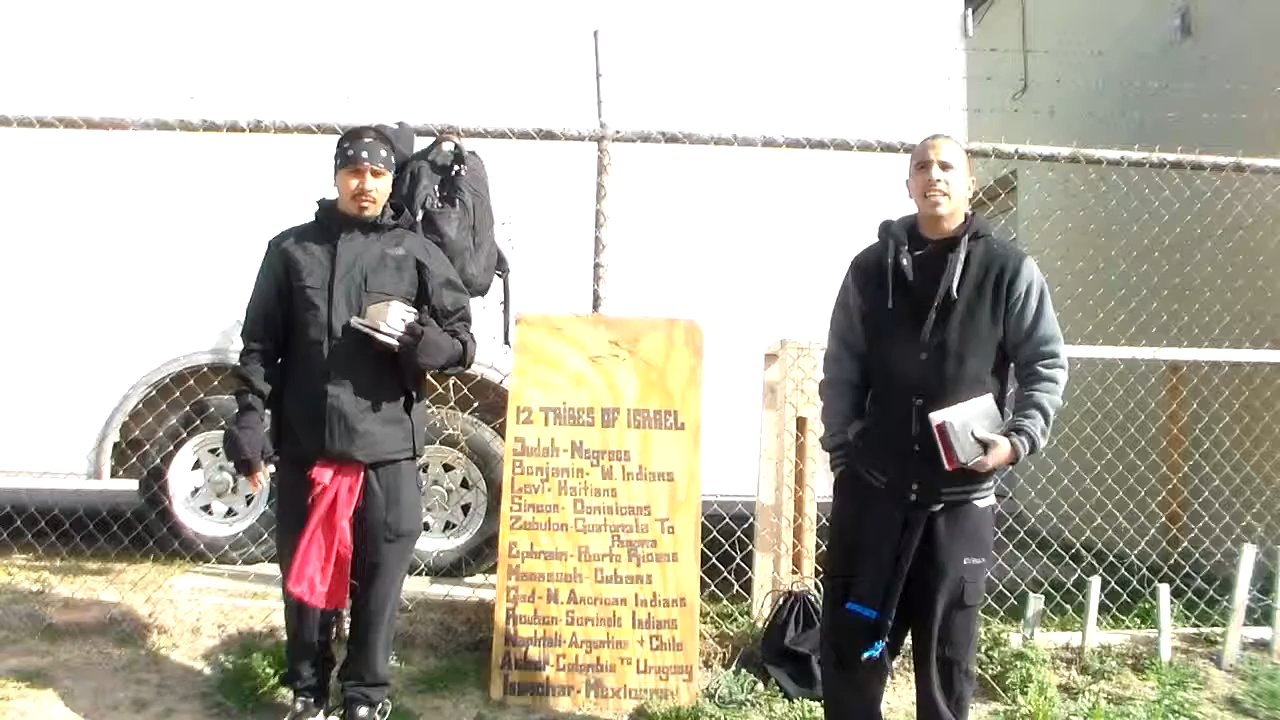 12 TRIBES OF ISRAEL
Judah-Negroes
Benjamin-W. Indians
Levi-Haitians
Simeon-Dominicans
Zebulon-Guatemala To
Panama
Ephraim-Puerto Ricans
Manasseh-Cubans
Gad-N. American Indians
Reuben-Seminole Indians
Naphtali-Argentina + Chile
Asher-Colombia To Uruguay
Issachar-Mexicans